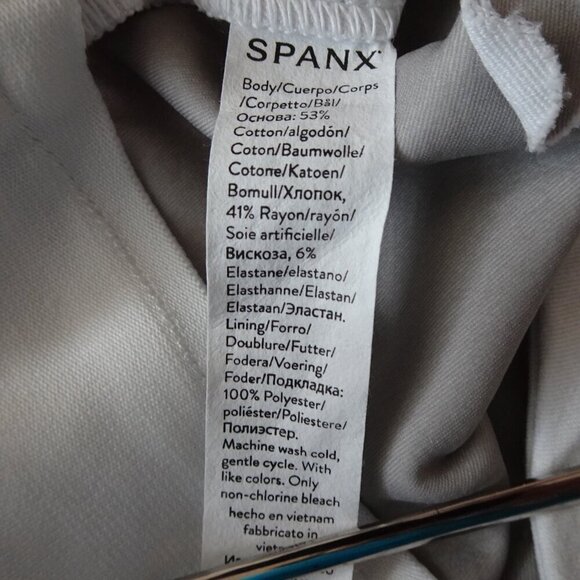 SPANX
Body/Cuerpo/Corps
/Corpetto/Bål/
Основа: 53%
Cotton/algodón/
Coton/Baumwolle/
Cotone/Katoen/
Bomull/Хлопок,
41% Rayon/rayón/
Soie artificielle/
Вискоза, 6%
Elastane/elastano/
Elasthanne/Elastan/
Elastaan/Эластан.
Lining/Forro/
Doublure/Futter/
Fodera/Voering/
Foder/Подкладка:
100% Polyester/
poliéster/Poliestere/
Полиэстер.
Machine wash cold,
gentle cycle. With
like colors. Only
non-chlorine bleach
hecho en vietnam
fabbricato in